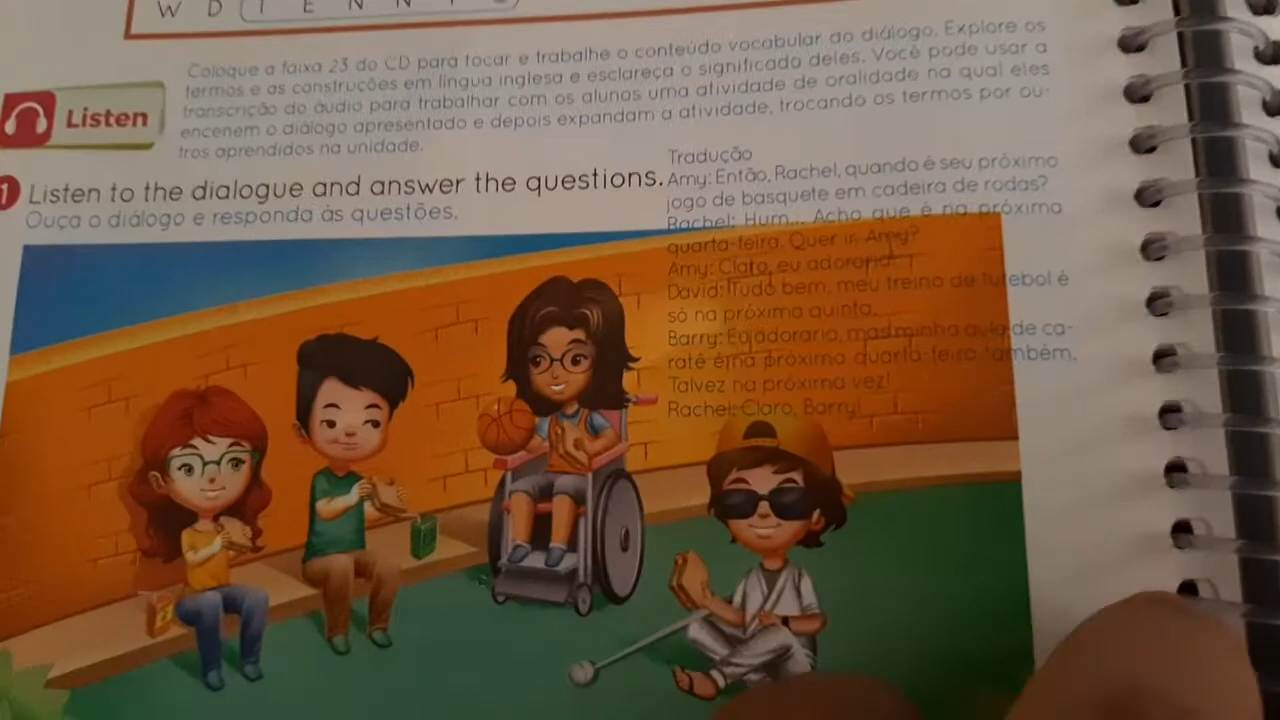 W D I E N N I
Coloque a faixa 23 do CD para tocar e trabalhe o conteúdo vocabular do diálogo. Explore os
termos e as construções em língua inglesa e esclareça o significado deles. Você pode usar a
transcrição do áudio para trabalhar com os alunos uma atividade de oralidade na qual eles
encenem o diálogo apresentado e depois expandam a atividade, trocando os termos por ou-
tros aprendidos na unidade.
Listen
1 Listen to the dialogue and answer the questions.
Ouça o diálogo e responda às questões.
Tradução
Amy: Então, Rachel, quando é seu próximo
jogo de basquete em cadeira de rodas?
Rachel: Hum... Acho que é na próxima
quarta-feira. Quer ir, Amy?
Amy: Claro, eu adoraria!
David: Tudo bem, meu treino de futebol é
só na próxima quinta.
Barry: Eu adoraria, mas minha aula de ca-
ratê é na próxima quarta-feira também.
Talvez na próxima vez!
Rachel: Claro, Barry!